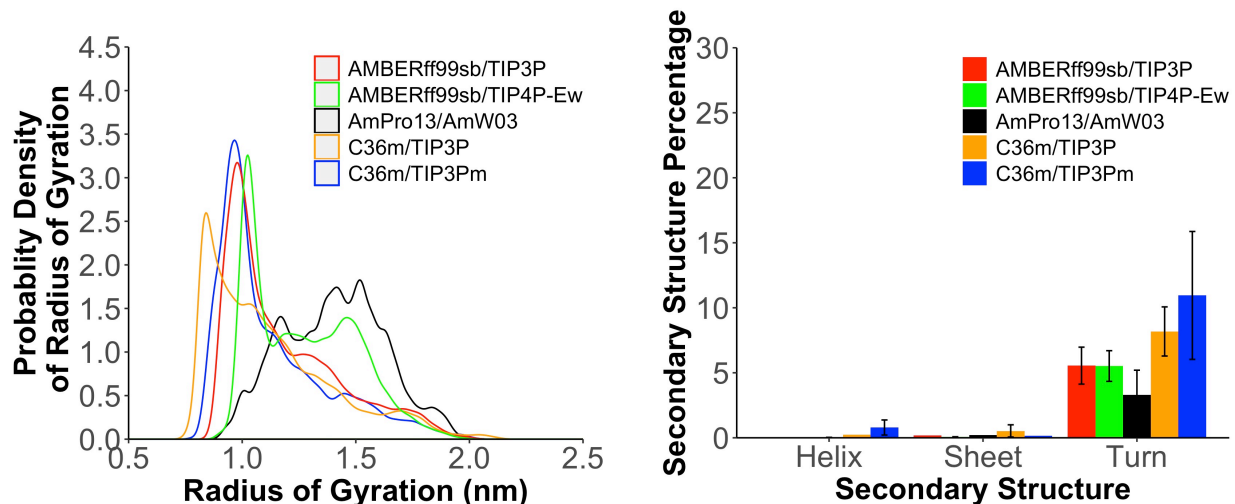 Probablity Density
of Radius of Gyration
4.5
4.0
3.5
3.0
2.5
2.0
1.5
1.0
0.5
0.0
0.5
1.0
1.5
2.0
2.5
Radius of Gyration (nm)
AMBERff99sb/TIP3P
AMBERff99sb/TIP4P-Ew
AmPro13/AmW03
C36m/TIP3P
C36m/TIP3Pm
Secondary Structure Percentage
30
25
20
15
10
5
0
Helix
Sheet
Turn
Secondary Structure
AMBERff99sb/TIP3P
AMBERff99sb/TIP4P-Ew
AmPro13/AmW03
C36m/TIP3P
C36m/TIP3Pm